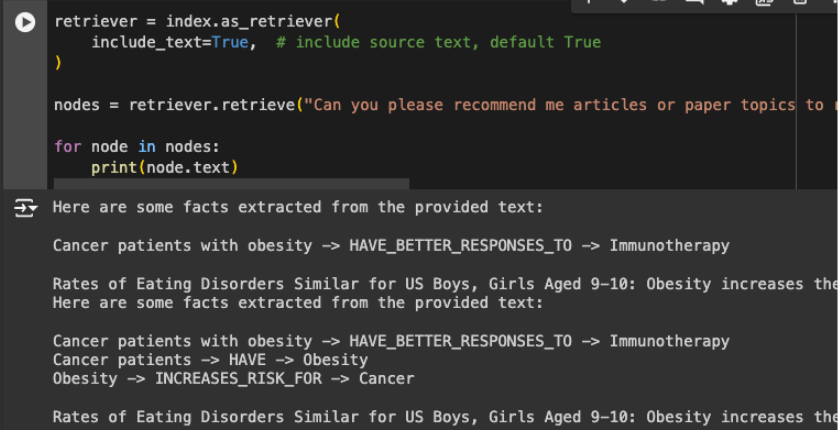 retriever = index.as_retriever(
    include_text=True,  # include source text, default True
)
nodes = retriever.retrieve("Can you please recommend me articles or paper topics to
for node in nodes:
    print(node.text)
Here are some facts extracted from the provided text:
Cancer patients with obesity -> HAVE_BETTER_RESPONSES_TO -> Immunotherapy
Rates of Eating Disorders Similar for US Boys, Girls Aged 9-10: Obesity increases the
Here are some facts extracted from the provided text:
Cancer patients with obesity -> HAVE_BETTER_RESPONSES_TO -> Immunotherapy
Cancer patients -> HAVE -> Obesity
Obesity -> INCREASES_RISK_FOR -> Cancer
Rates of Eating Disorders Similar for US Boys, Girls Aged 9-10: Obesity increases the